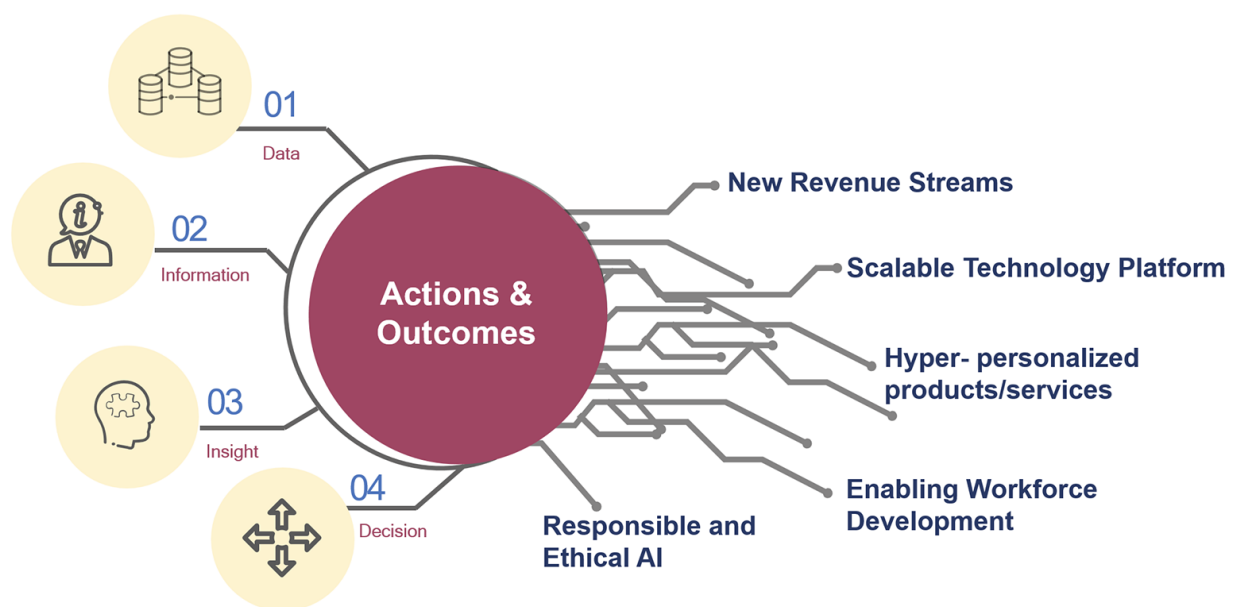 01
Data
02
Information
03
Insight
04
Decision
Actions &
Outcomes
New Revenue Streams
Scalable Technology Platform
Hyper- personalized
products/services
Enabling Workforce
Development
Responsible and
Ethical AI